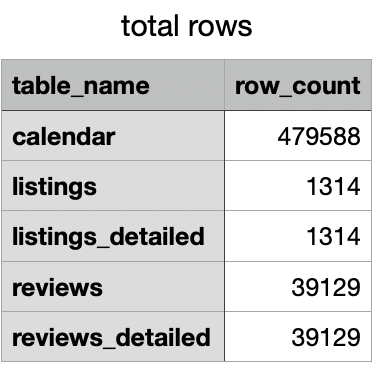 total rows
table_name row_count
calendar 479588
listings 1314
listings_detailed 1314
reviews 39129
reviews_detailed 39129